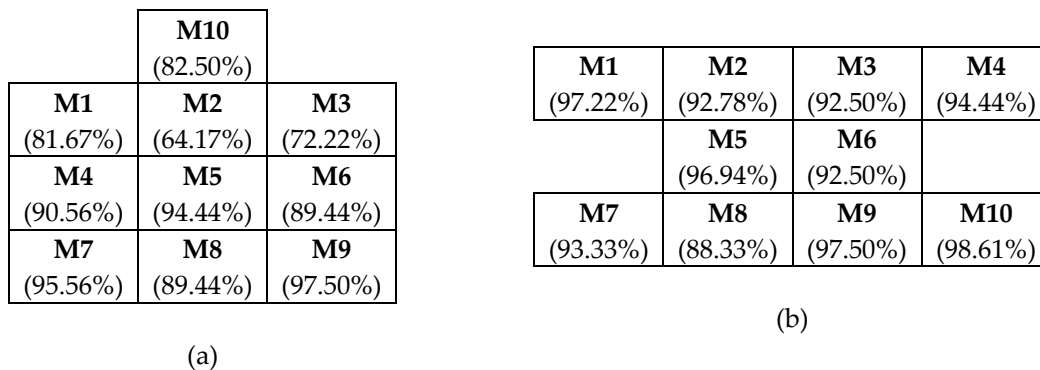 M10
(82.50%)
M1 M2 M3
(81.67%) (64.17%) (72.22%)
M4 M5 M6
(90.56%) (94.44%) (89.44%)
M7 M8 M9
(95.56%) (89.44%) (97.50%)
(a)
M1 M2 M3 M4
(97.22%) (92.78%) (92.50%) (94.44%)
M5 M6
(96.94%) (92.50%)
M7 M8 M9 M10
(93.33%) (88.33%) (97.50%) (98.61%)
(b)